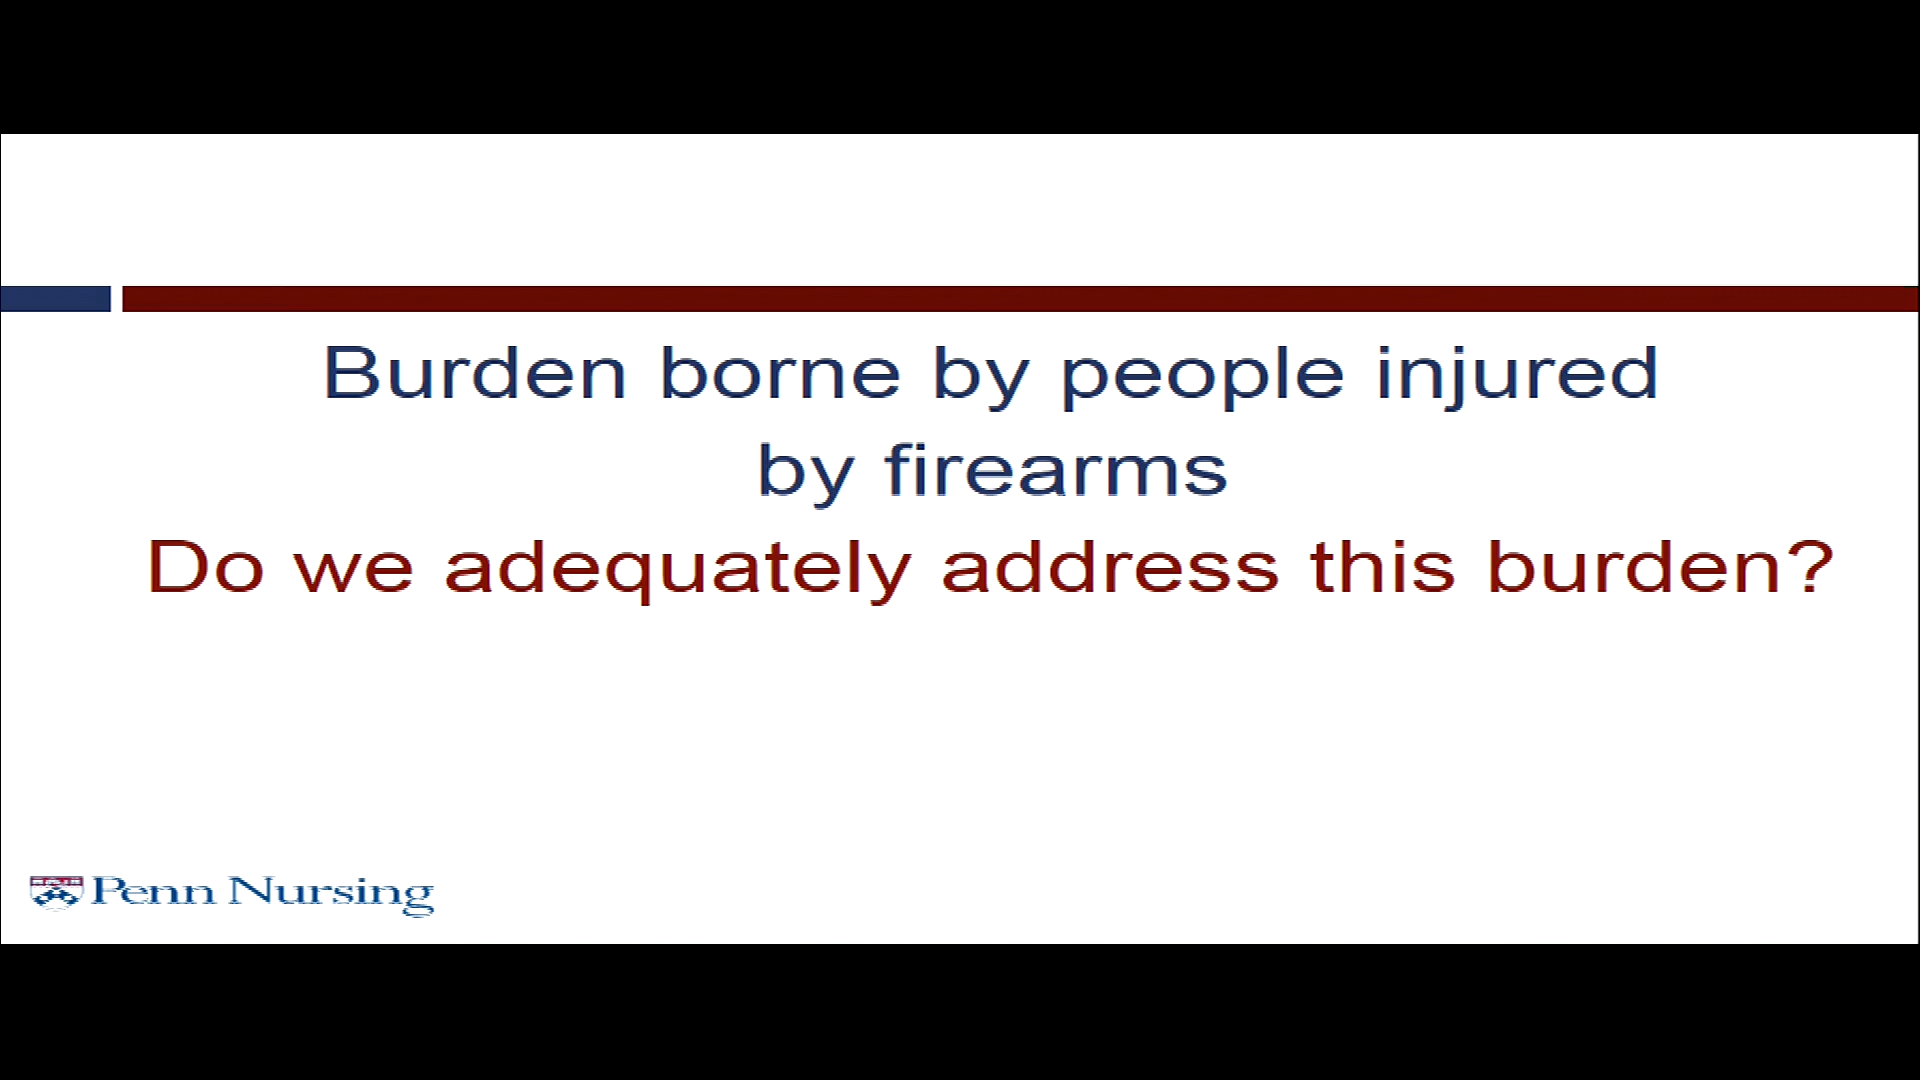 Burden borne by people injured
by firearms
Do we adequately address this burden?
Penn Nursing